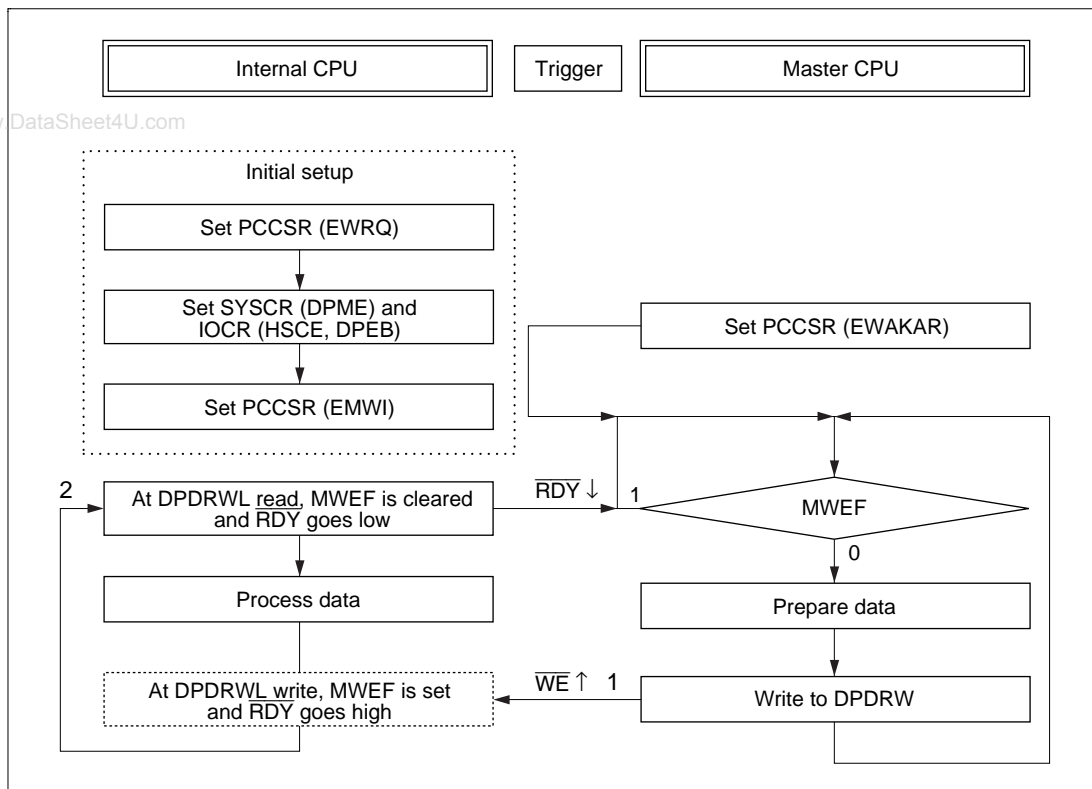 Internal CPU
Trigger
Master CPU
.DataSheet4U.com
Initial setup
Set PCCSR (EWRQ)
Set SYSCR (DPME) and
IOCR (HSCE, DPEB)
Set PCCSR (EWAKAR)
Set PCCSR (EMWI)
2
At DPDRWL read, MWEF is cleared
and RDY goes low
RDY ↓
1
MWEF
0
Process data
Prepare data
At DPDRWL write, MWEF is set
and RDY goes high
WE ↑ 1
Write to DPDRW